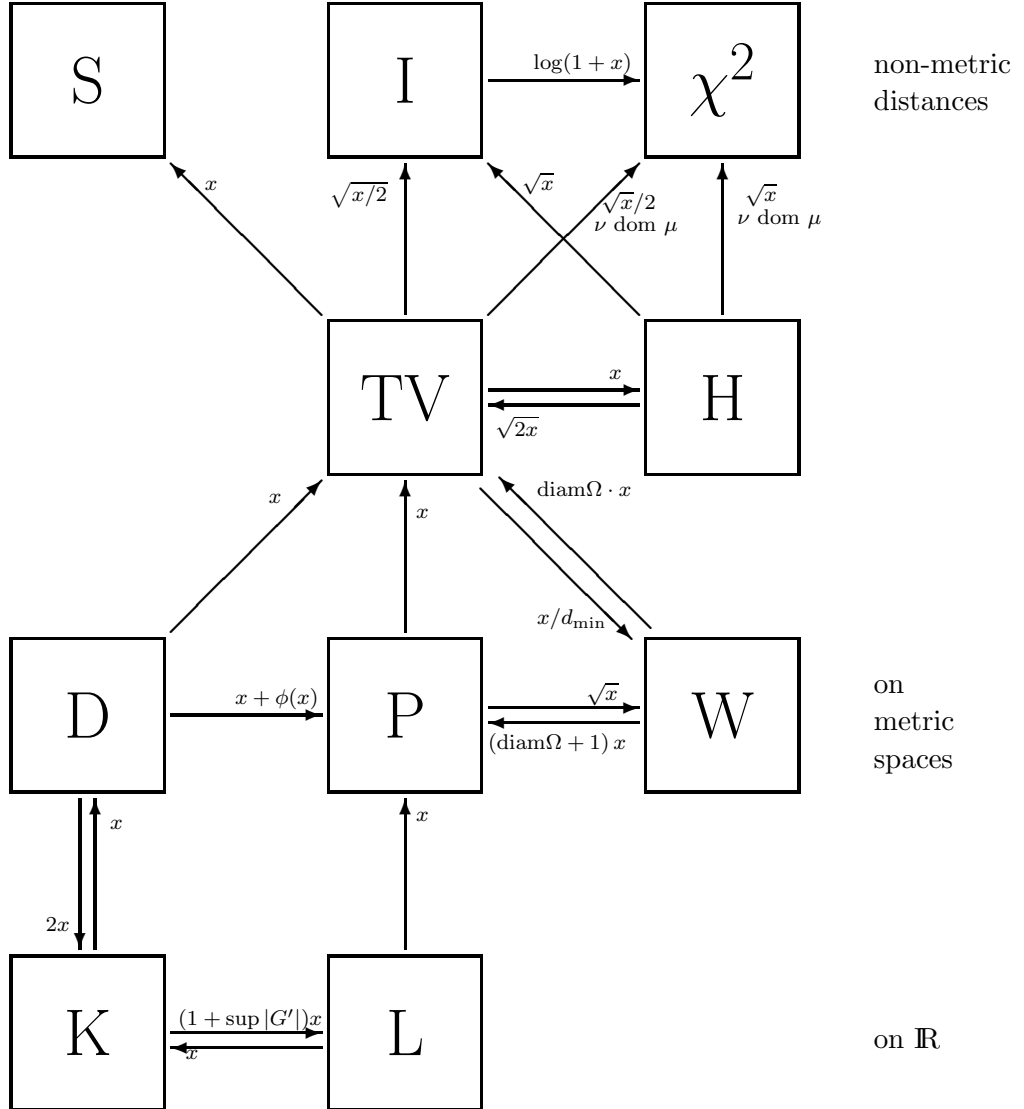 S
I
χ²
non-metric
distances
log(1 + x)
x
√x/2
√x
√x/2
ν dom μ
√x
ν dom μ
TV
H
x
√2x
x
x
diamΩ · x
x/d_min
D
P
W
on
metric
spaces
x + φ(x)
√x
(diamΩ + 1) x
x
2x
x
K
L
(1 + sup |G′|)x
x
on ℝ